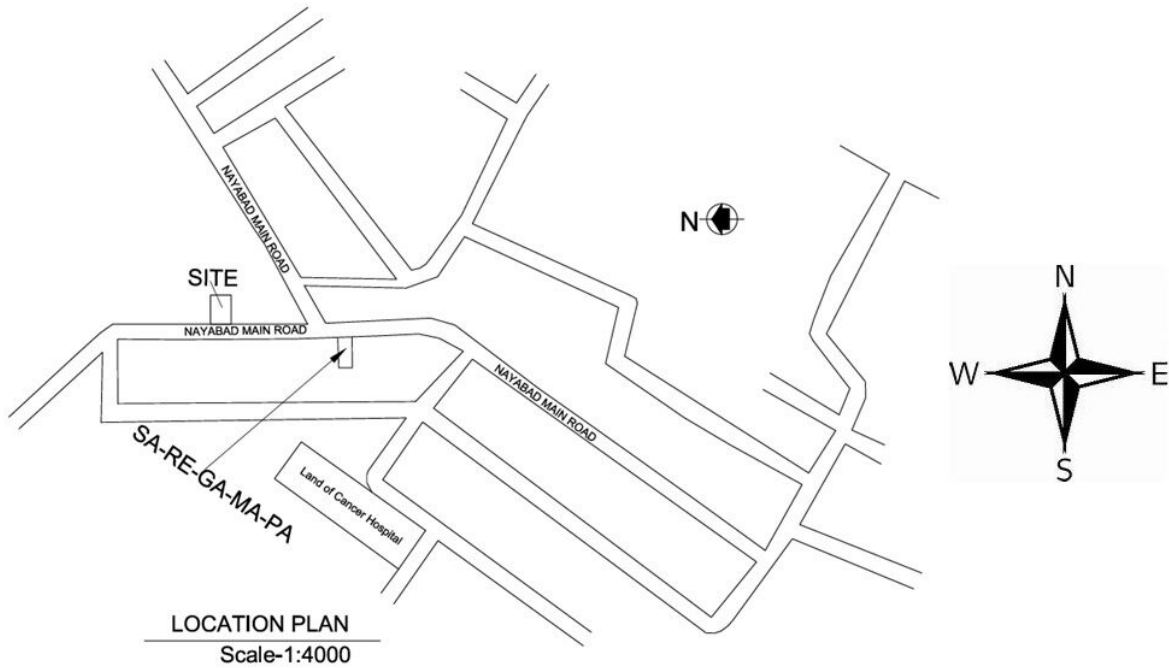 NAYABAD MAIN ROAD
N
SITE
NAYABAD MAIN ROAD
N
W E
S
NAYABAD MAIN ROAD
SA-RE-GA-MA-PA
Land of Cancer Hospital
LOCATION PLAN
Scale-1:4000